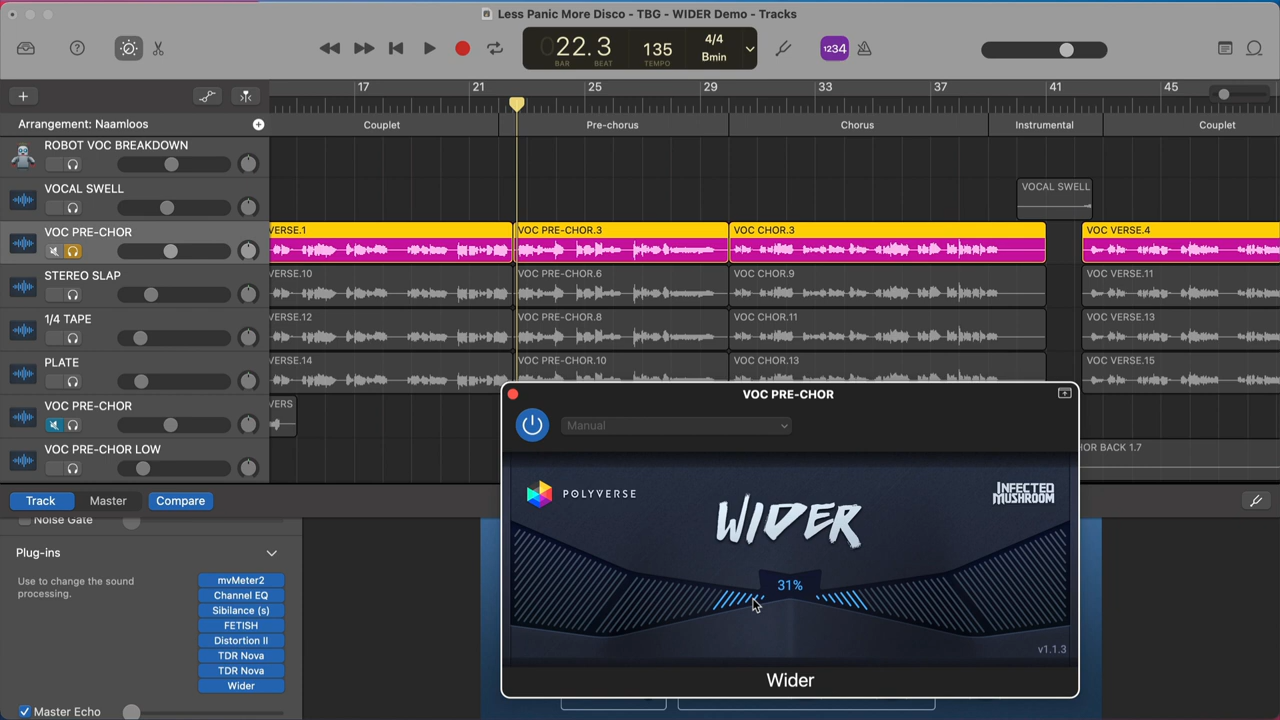 Less Panic More Disco - TBG - WIDER Demo - Tracks
022.3
BAR BEAT
135
TEMPO
4/4
Bmin
1234
17 21 25 29 33 37 41 45
Arrangement: Naamloos
Couplet Pre-chorus Chorus Instrumental Couplet
ROBOT VOC BREAKDOWN
VOCAL SWELL
VOCAL SWELL
VOC PRE-CHOR
VERSE.1 VOC PRE-CHOR.3 VOC CHOR.3 VOC VERSE.4
STEREO SLAP
VERSE.10 VOC PRE-CHOR.6 VOC CHOR.9 VOC VERSE.11
1/4 TAPE
VERSE.12 VOC PRE-CHOR.8 VOC CHOR.11 VOC VERSE.13
PLATE
VERSE.14 VOC PRE-CHOR.10 VOC CHOR.13 VOC VERSE.15
VOC PRE-CHOR
VERS
VOC PRE-CHOR LOW
HOR BACK 1.7
Track Master Compare
Noise Gate
Plug-ins
Use to change the sound
processing.
mvMeter2
Channel EQ
Sibilance (s)
FETISH
Distortion II
TDR Nova
TDR Nova
Wider
Master Echo
VOC PRE-CHOR
Manual
POLYVERSE
WIDER
INFECTED
MUSHROOM
31%
v1.1.3
Wider